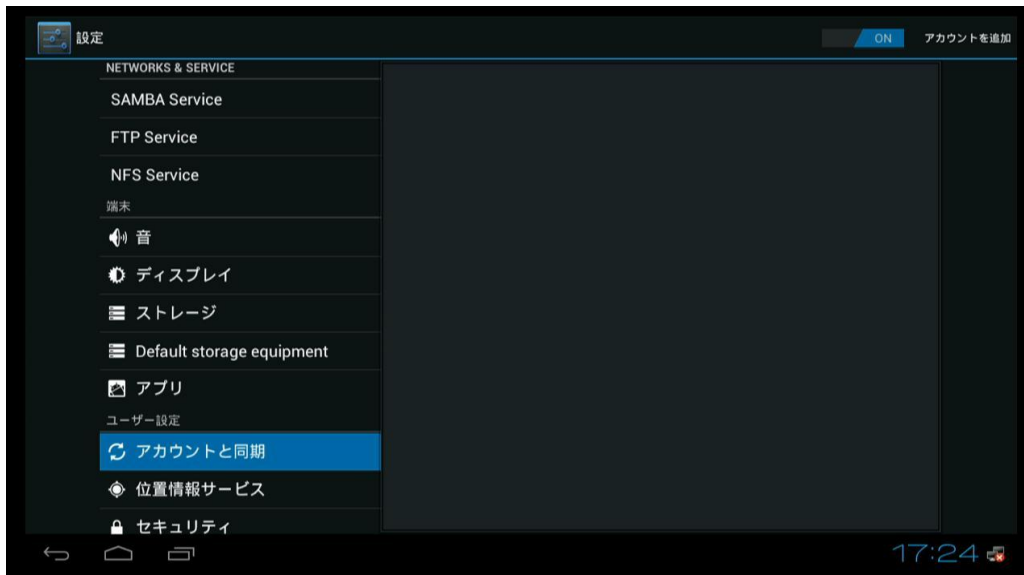 設定
ON
アカウントを追加
NETWORKS & SERVICE
SAMBA Service
FTP Service
NFS Service
端末
音
ディスプレイ
ストレージ
Default storage equipment
アプリ
ユーザー設定
アカウントと同期
位置情報サービス
セキュリティ
17:24